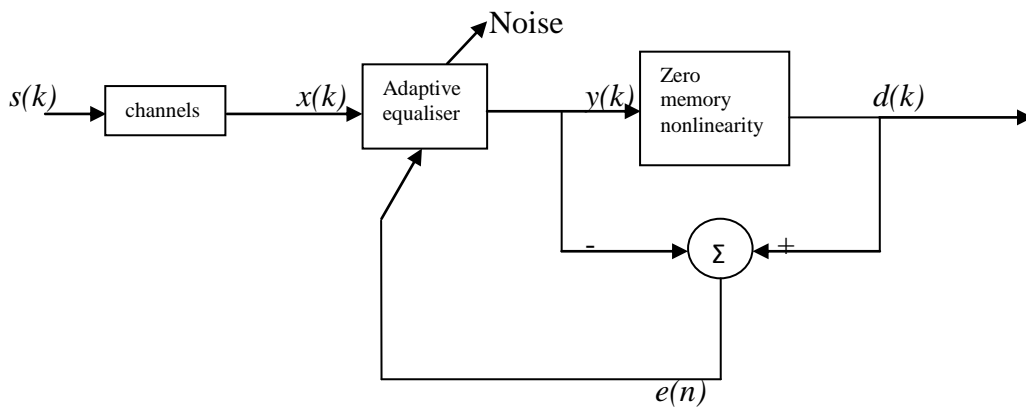 Noise
s(k)
channels
x(k)
Adaptive
equaliser
y(k)
Zero
memory
nonlinearity
d(k)
-
Σ
+
e(n)